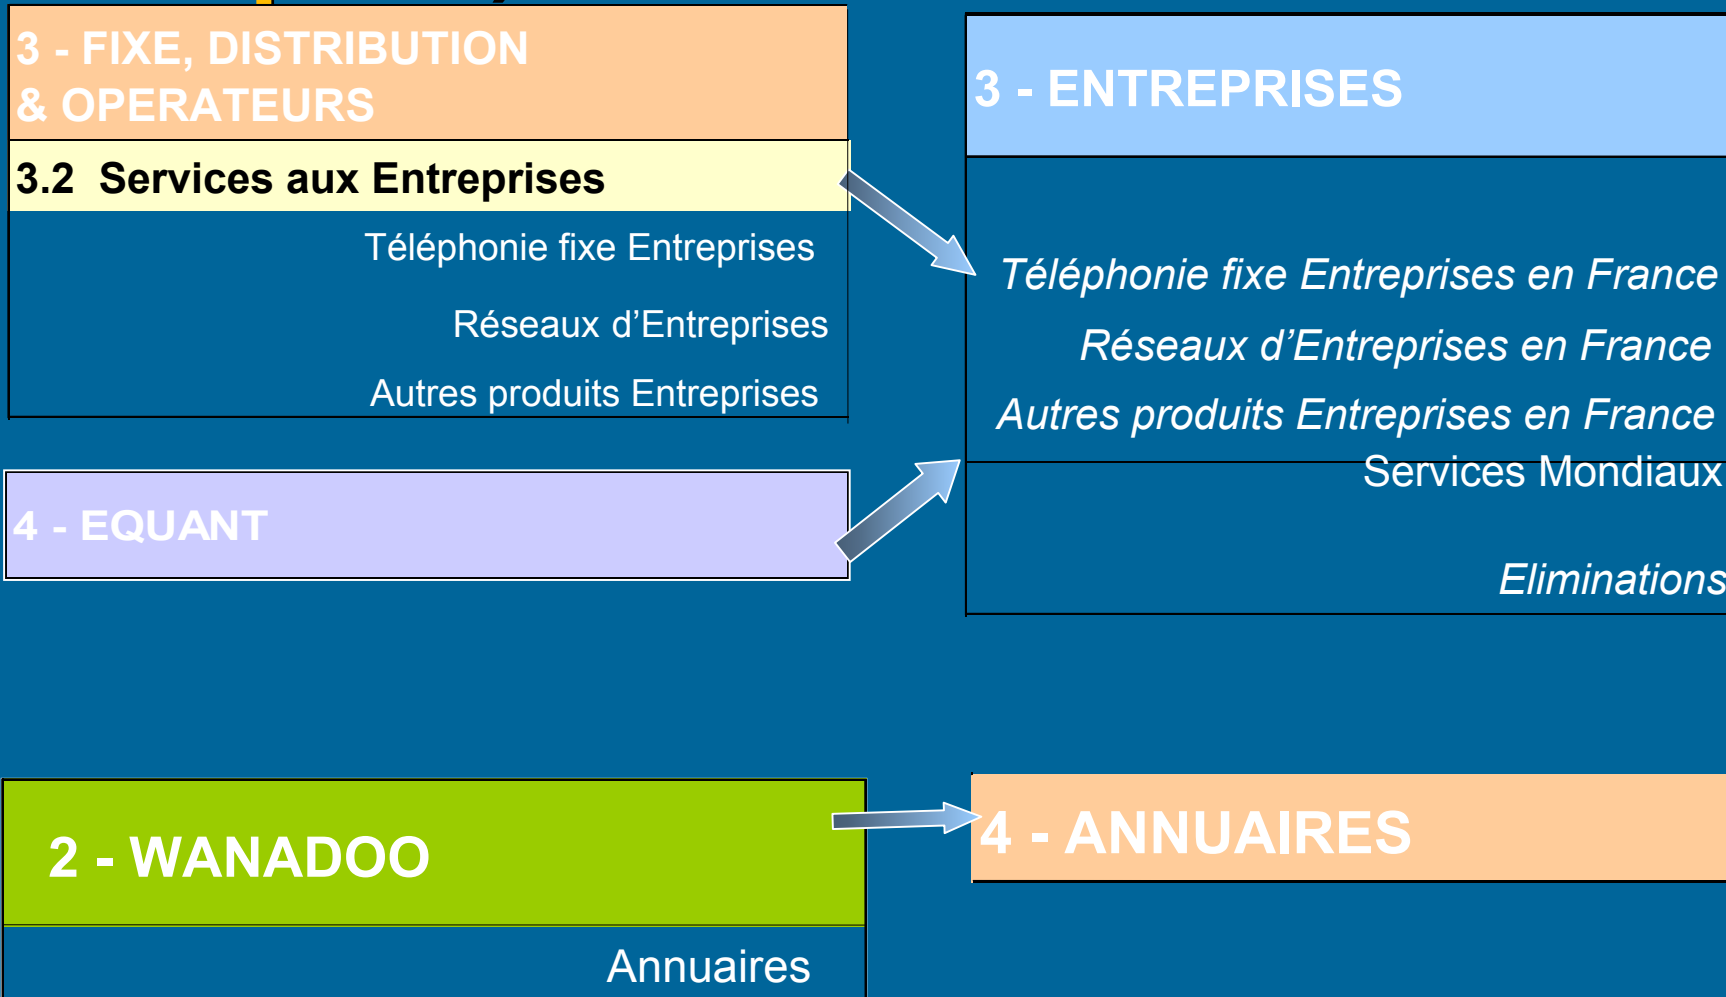 3 - FIXE, DISTRIBUTION
& OPERATEURS
3.2 Services aux Entreprises
Téléphonie fixe Entreprises
Réseaux d’Entreprises
Autres produits Entreprises
4 - EQUANT
3 - ENTREPRISES
Téléphonie fixe Entreprises en France
Réseaux d’Entreprises en France
Autres produits Entreprises en France
Services Mondiaux
Eliminations
2 - WANADOO
Annuaires
4 - ANNUAIRES